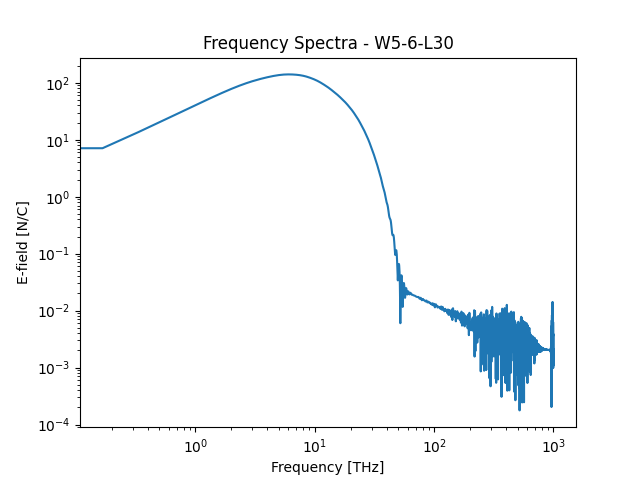 Frequency Spectra - W5-6-L30
E-field [N/C]
10²
10¹
10⁰
10⁻¹
10⁻²
10⁻³
10⁻⁴
10⁰ 10¹ 10² 10³
Frequency [THz]